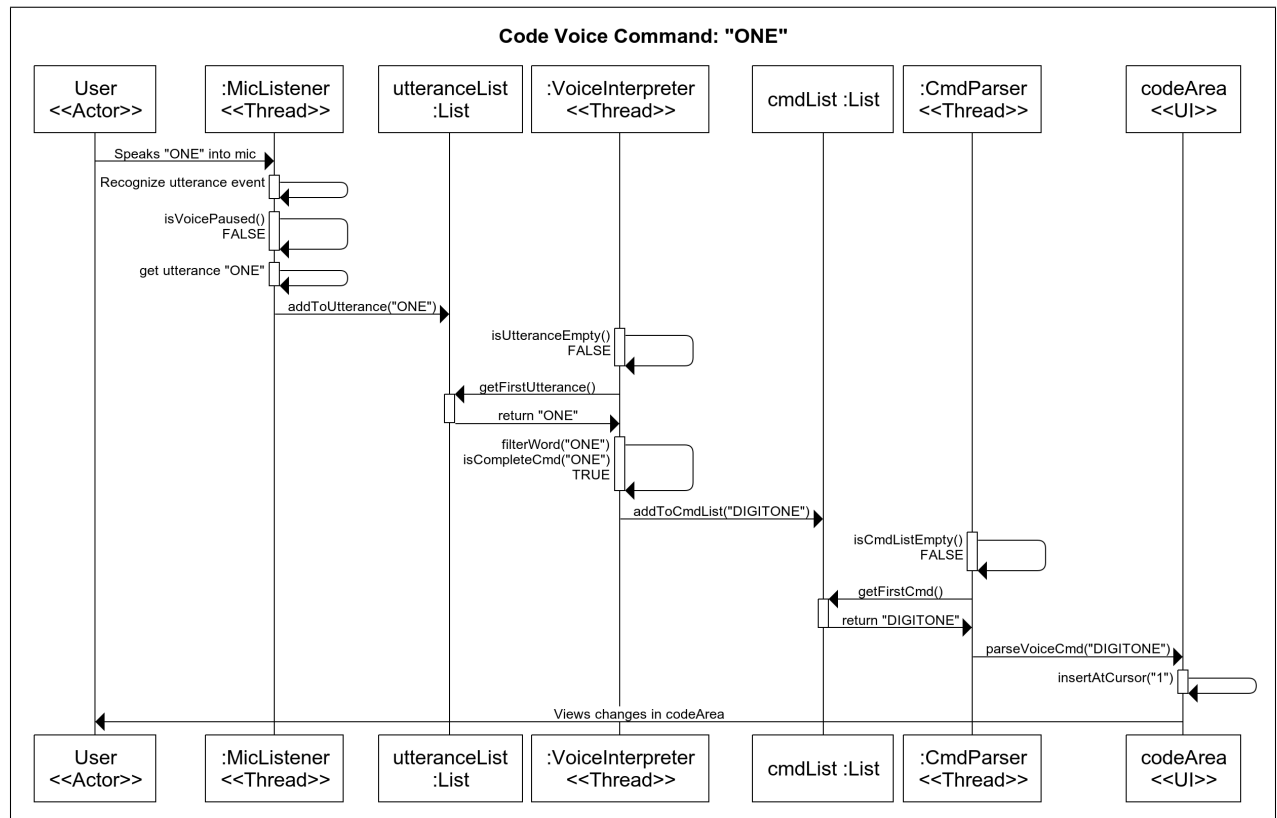 Code Voice Command: "ONE"
User
<<Actor>>
:MicListener
<<Thread>>
utteranceList
:List
:VoiceInterpreter
<<Thread>>
cmdList :List
:CmdParser
<<Thread>>
codeArea
<<UI>>
Speaks "ONE" into mic
Recognize utterance event
isVoicePaused()
FALSE
get utterance "ONE"
addToUtterance("ONE")
isUtteranceEmpty()
FALSE
getFirstUtterance()
return "ONE"
filterWord("ONE")
isCompleteCmd("ONE")
TRUE
addToCmdList("DIGITONE")
isCmdListEmpty()
FALSE
getFirstCmd()
return "DIGITONE"
parseVoiceCmd("DIGITONE")
insertAtCursor("1")
Views changes in codeArea
User
<<Actor>>
:MicListener
<<Thread>>
utteranceList
:List
:VoiceInterpreter
<<Thread>>
cmdList :List
:CmdParser
<<Thread>>
codeArea
<<UI>>